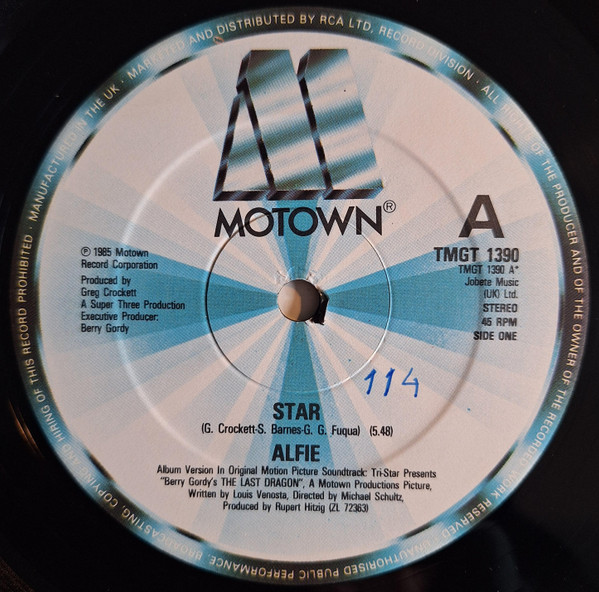 MANUFACTURED IN THE UK · MARKETED AND DISTRIBUTED BY RCA LTD, RECORD DIVISION · ALL RIGHTS OF THE PRODUCER AND OF THE OWNER OF THE RECORDED WORK RESERVED · UNAUTHORISED PUBLIC PERFORMANCE, BROADCASTING, COPYING AND HIRING OF THIS RECORD PROHIBITED ·
M
MOTOWN®
A
TMGT 1390
TMGT 1390 A*
Jobete Music
(UK) Ltd.
STEREO
45 RPM
SIDE ONE
℗ 1985 Motown
Record Corporation
Produced by
Greg Crockett
A Super Three Production
Executive Producer:
Berry Gordy
114
STAR
(G. Crockett-S. Barnes-G. G. Fuqua) (5.48)
ALFIE
Album Version In Original Motion Picture Soundtrack: Tri-Star Presents
"Berry Gordy's THE LAST DRAGON", A Motown Productions Picture,
Written by Louis Venosta, Directed by Michael Schultz,
Produced by Rupert Hitzig (ZL 72363)